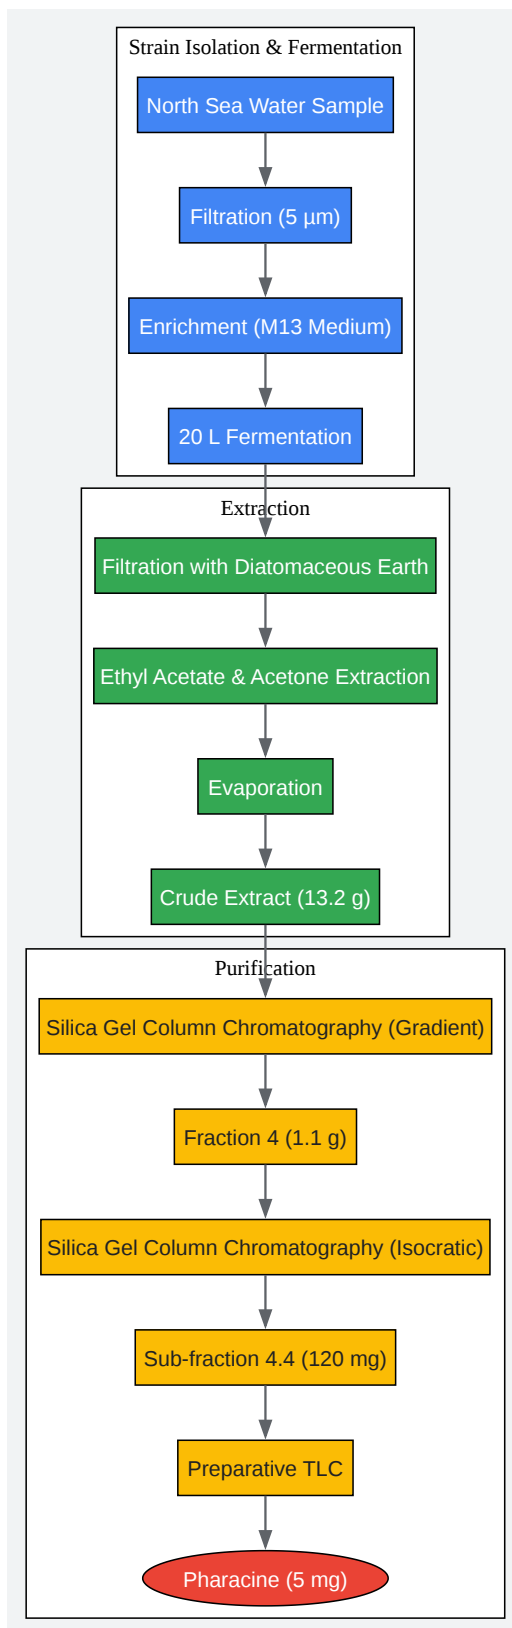 Strain Isolation & Fermentation
North Sea Water Sample
Filtration (5 µm)
Enrichment (M13 Medium)
20 L Fermentation
Extraction
Filtration with Diatomaceous Earth
Ethyl Acetate & Acetone Extraction
Evaporation
Crude Extract (13.2 g)
Purification
Silica Gel Column Chromatography (Gradient)
Fraction 4 (1.1 g)
Silica Gel Column Chromatography (Isocratic)
Sub-fraction 4.4 (120 mg)
Preparative TLC
Pharacine (5 mg)